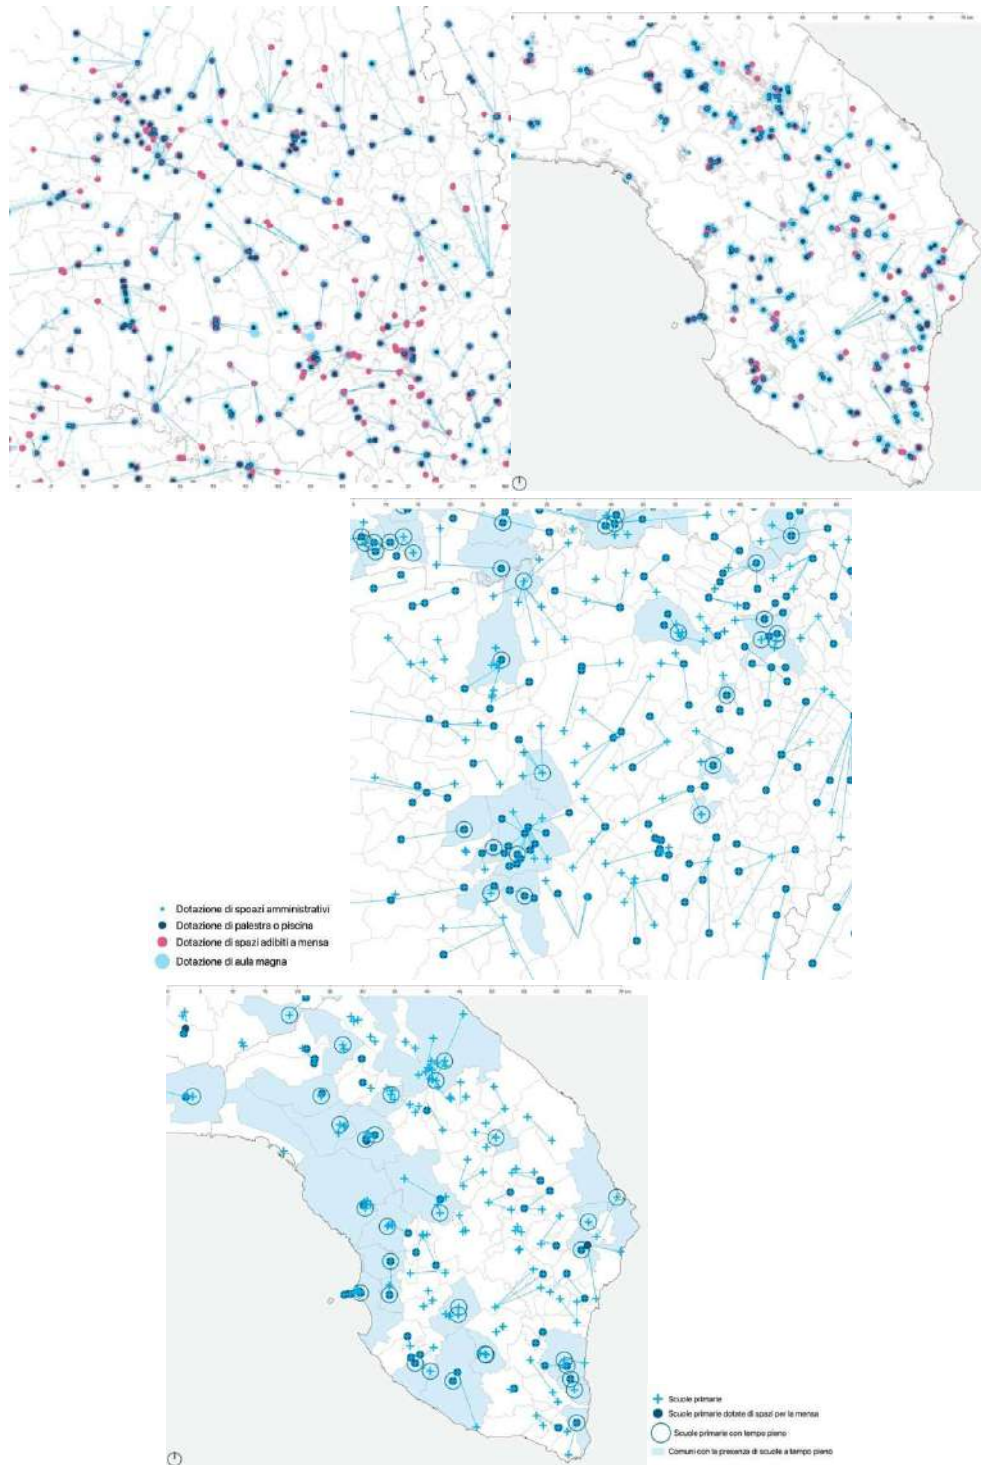 Dotazione di spoazi amministrativi
Dotazione di palestra o piscina
Dotazione di spazi adibiti a mensa
Dotazione di aula magna
Scuole primarie
Scuole primarie dotate di spazi per la mensa
Scuole primarie con tempo pieno
Comuni con la presenza di scuole a tempo pieno